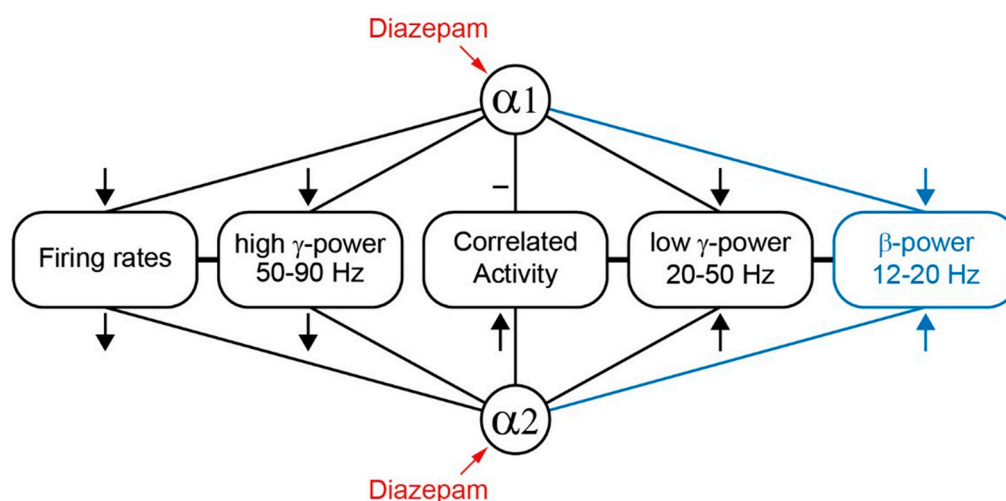 Diazepam
α1
–
Firing rates
high γ-power
50-90 Hz
Correlated
Activity
low γ-power
20-50 Hz
β-power
12-20 Hz
α2
Diazepam